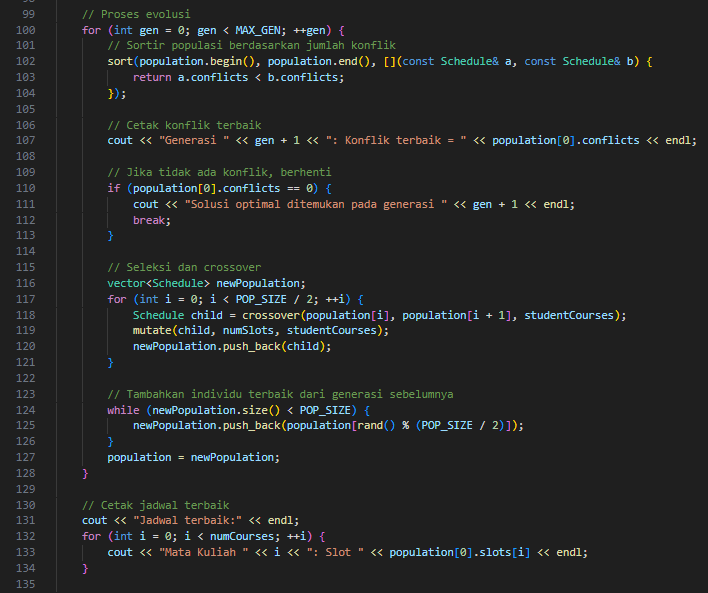 99 // Proses evolusi
100 for (int gen = 0; gen < MAX_GEN; ++gen) {
101 // Sortir populasi berdasarkan jumlah konflik
102 sort(population.begin(), population.end(), [](const Schedule& a, const Schedule& b) {
103 return a.conflicts < b.conflicts;
104 });
105
106 // Cetak konflik terbaik
107 cout << "Generasi " << gen + 1 << ": Konflik terbaik = " << population[0].conflicts << endl;
108
109 // Jika tidak ada konflik, berhenti
110 if (population[0].conflicts == 0) {
111 cout << "Solusi optimal ditemukan pada generasi " << gen + 1 << endl;
112 break;
113 }
114
115 // Seleksi dan crossover
116 vector<Schedule> newPopulation;
117 for (int i = 0; i < POP_SIZE / 2; ++i) {
118 Schedule child = crossover(population[i], population[i + 1], studentCourses);
119 mutate(child, numSlots, studentCourses);
120 newPopulation.push_back(child);
121 }
122
123 // Tambahkan individu terbaik dari generasi sebelumnya
124 while (newPopulation.size() < POP_SIZE) {
125 newPopulation.push_back(population[rand() % (POP_SIZE / 2)]);
126 }
127 population = newPopulation;
128 }
129
130 // Cetak jadwal terbaik
131 cout << "Jadwal terbaik:" << endl;
132 for (int i = 0; i < numCourses; ++i) {
133 cout << "Mata Kuliah " << i << ": Slot " << population[0].slots[i] << endl;
134 }
135